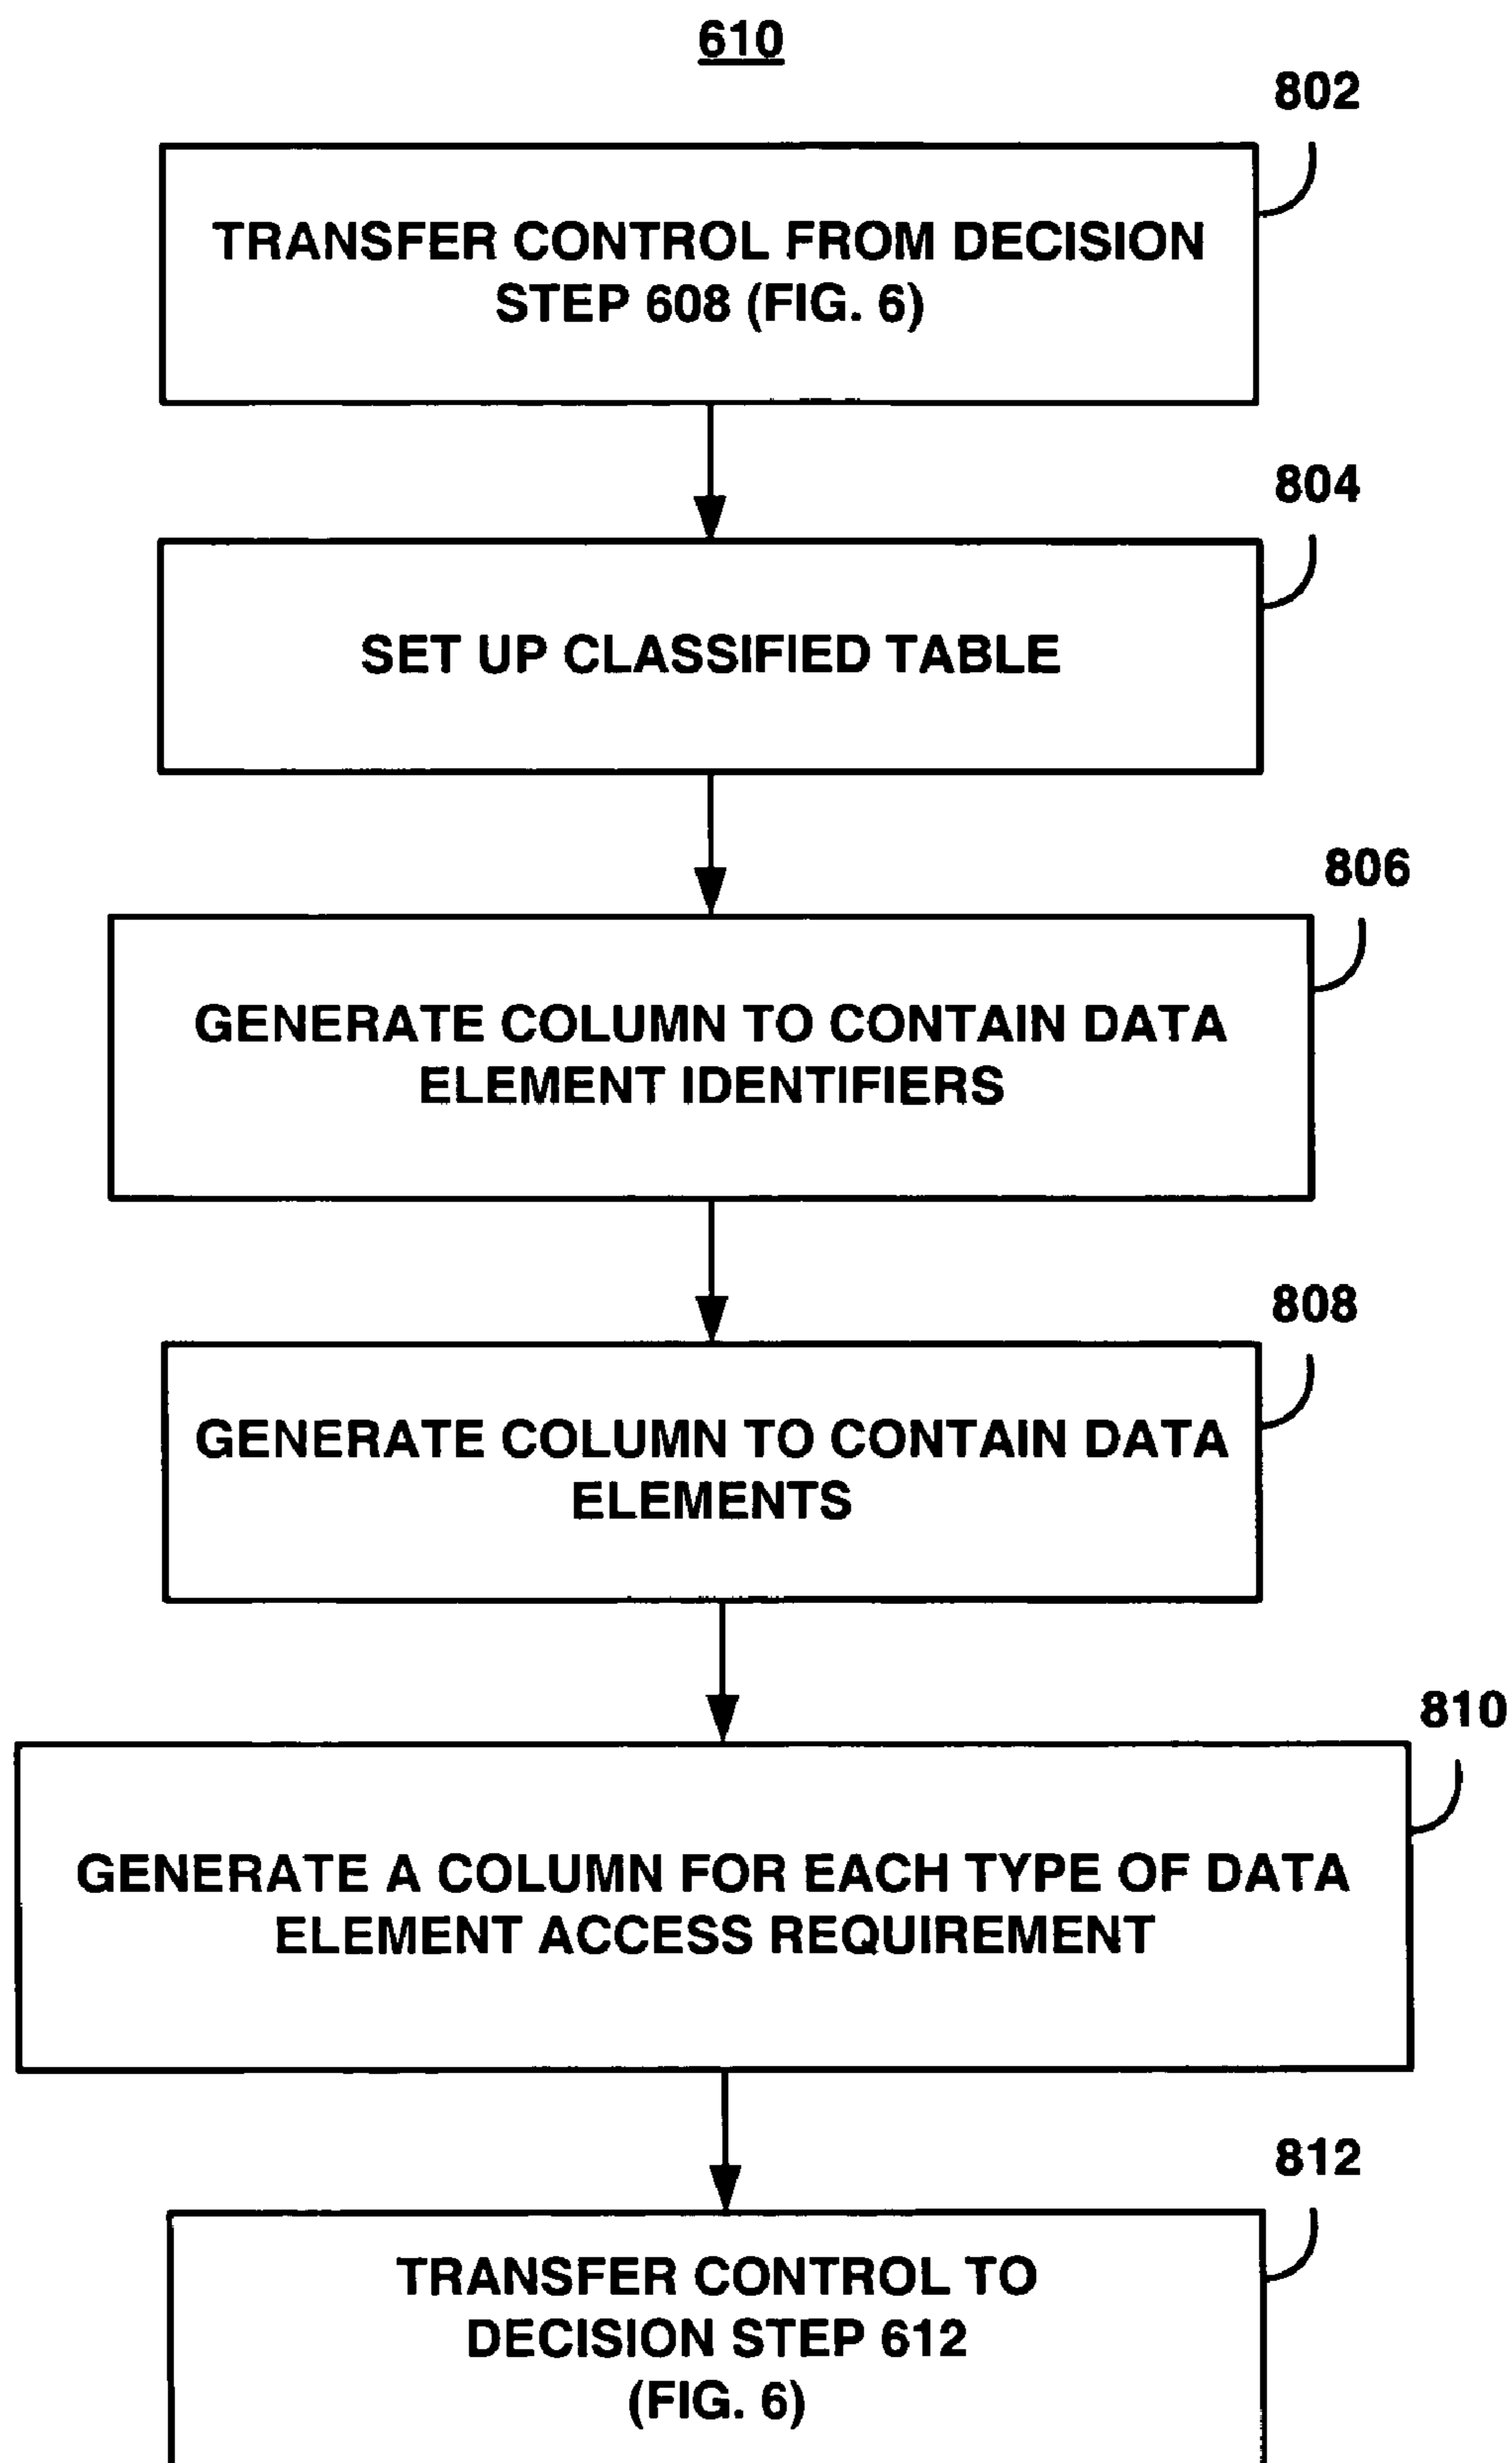 610
802
TRANSFER CONTROL FROM DECISION
STEP 608 (FIG. 6)
804
SET UP CLASSIFIED TABLE
806
GENERATE COLUMN TO CONTAIN DATA
ELEMENT IDENTIFIERS
808
GENERATE COLUMN TO CONTAIN DATA
ELEMENTS
810
GENERATE A COLUMN FOR EACH TYPE OF DATA
ELEMENT ACCESS REQUIREMENT
812
TRANSFER CONTROL TO
DECISION STEP 612
(FIG. 6)